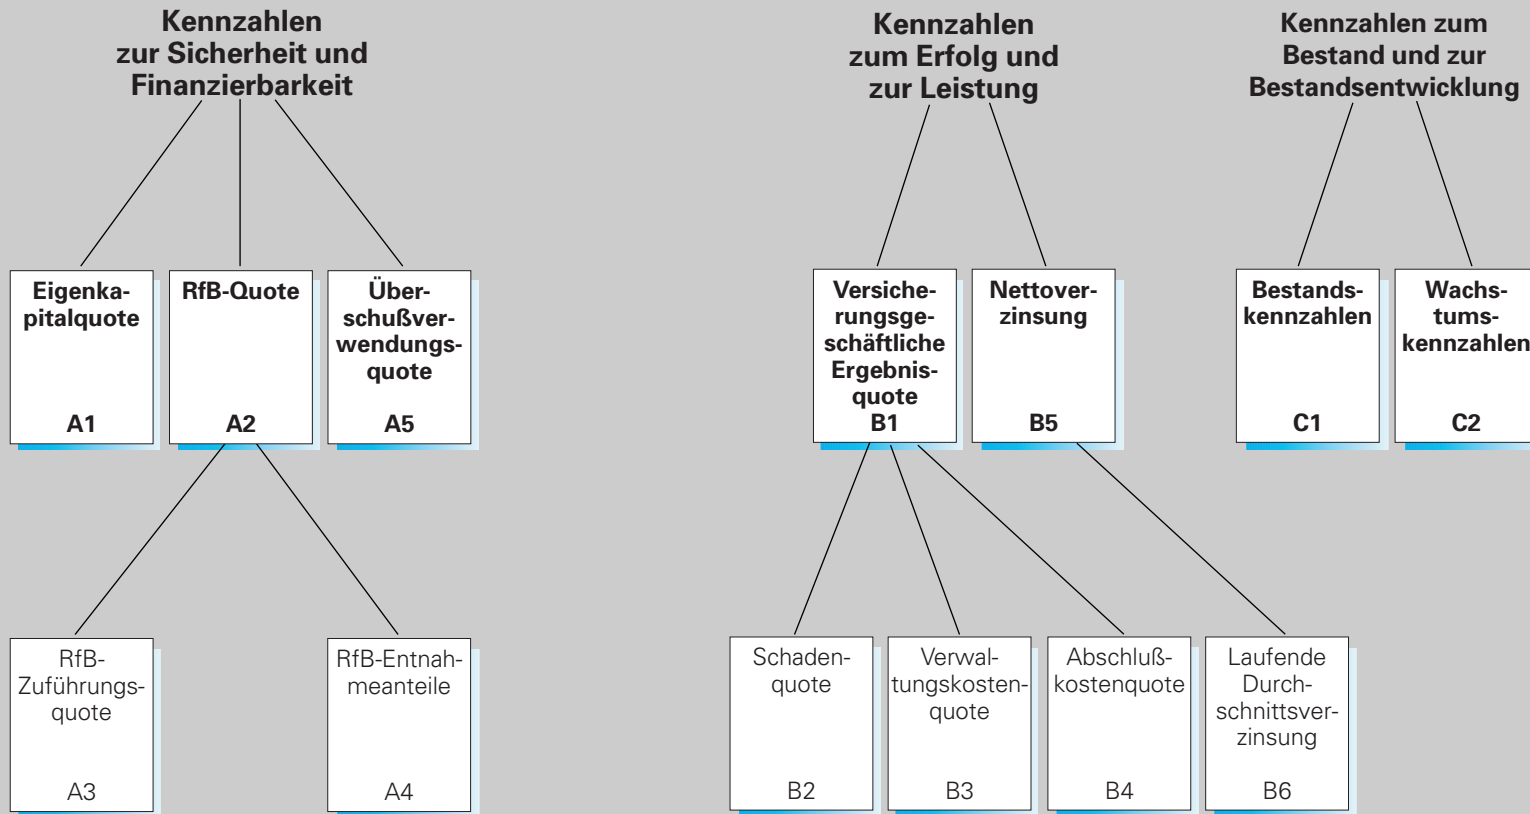 Kennzahlen
zur Sicherheit und
Finanzierbarkeit
Kennzahlen
zum Erfolg und
zur Leistung
Kennzahlen zum
Bestand und zur
Bestandsentwicklung
Eigenka-
pitalquote
A1
RfB-Quote
A2
Über-
schußver-
wendungs-
quote
A5
Versiche-
rungsge-
schäftliche
Ergebnis-
quote
B1
Nettover-
zinsung
B5
Bestands-
kennzahlen
C1
Wachs-
tums-
kennzahlen
C2
RfB-
Zuführungs-
quote
A3
RfB-Entnah-
meanteile
A4
Schaden-
quote
B2
Verwal-
tungskosten-
quote
B3
Abschluß-
kostenquote
B4
Laufende
Durch-
schnittsver-
zinsung
B6